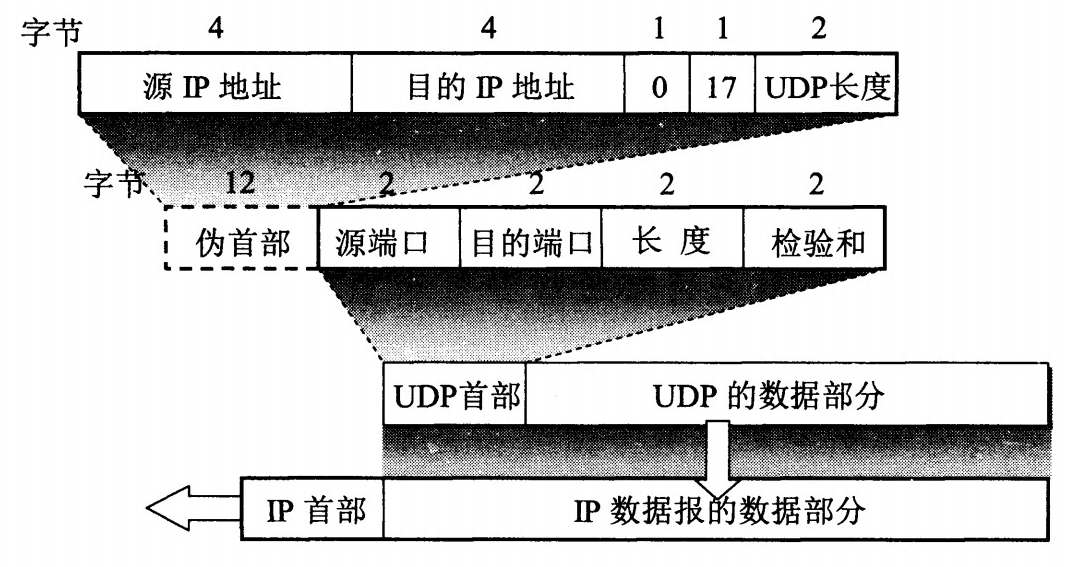 字节 4 4 1 1 2
源 IP 地址 目的 IP 地址 0 17 UDP长度
字节 12 2 2 2 2
伪首部 源端口 目的端口 长 度 检验和
UDP首部 UDP 的数据部分
IP 首部 IP 数据报的数据部分